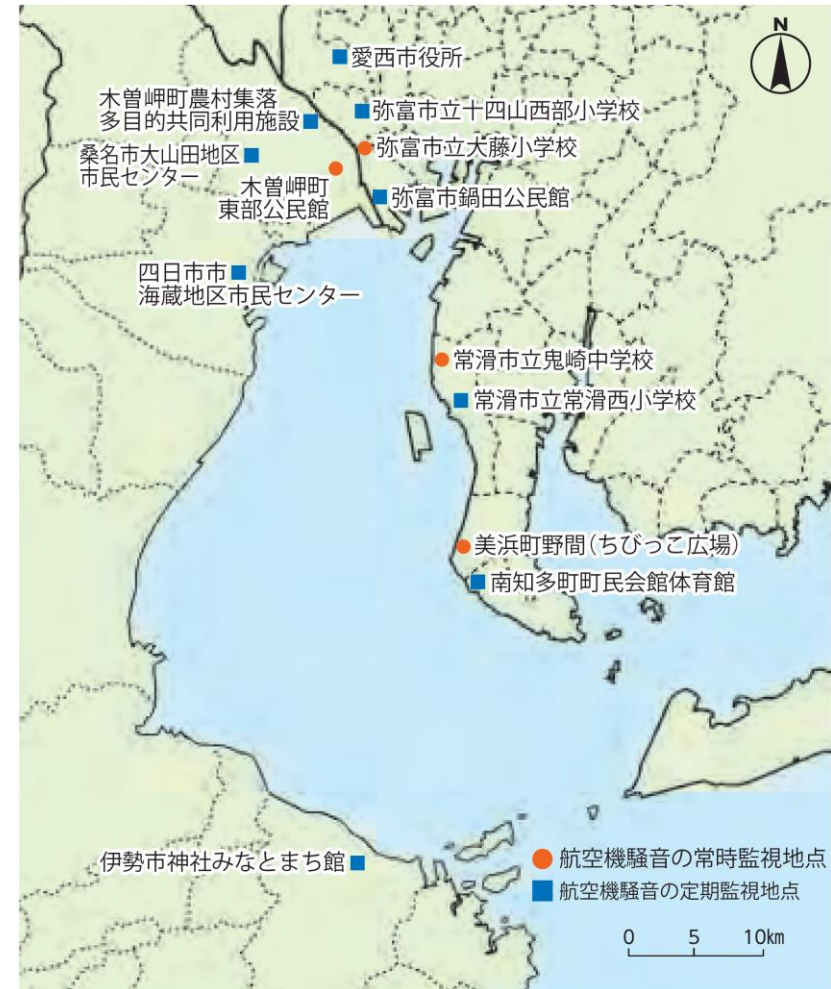 N
愛西市役所
木曽岬町農村集落
多目的共同利用施設
弥富市立十四山西部小学校
桑名市大山田地区
市民センター
弥富市立大藤小学校
木曽岬町
東部公民館
弥富市鍋田公民館
四日市市
海蔵地区市民センター
常滑市立鬼崎中学校
常滑市立常滑西小学校
美浜町野間(ちびっこ広場)
南知多町町民会館体育館
伊勢市神社みなとまち館
航空機騒音の常時監視地点
航空機騒音の定期監視地点
0 5 10km